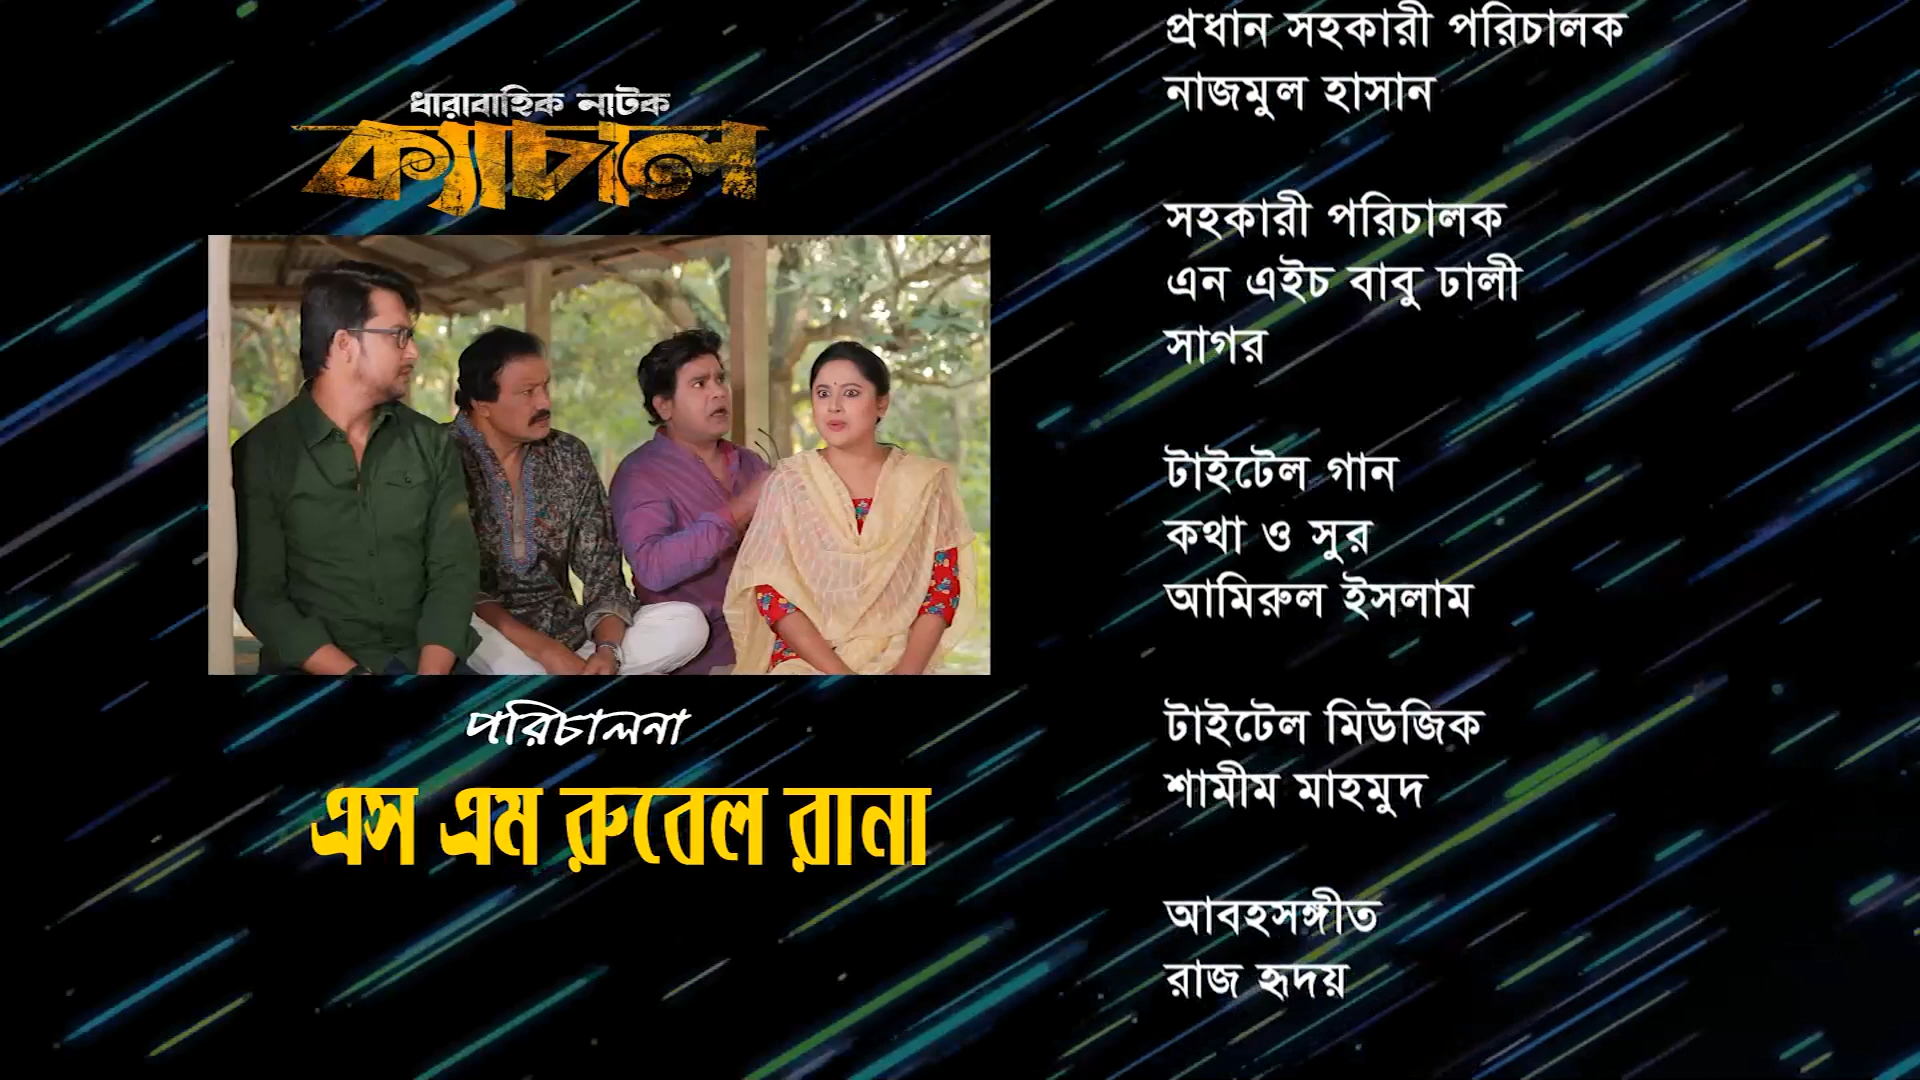 ধারাবাহিক নাটক
ক্যাচাল
পরিচালনা
এস এম রুবেল রানা
প্রধান সহকারী পরিচালক
নাজমুল হাসান
সহকারী পরিচালক
এন এইচ বাবু ঢালী
সাগর
টাইটেল গান
কথা ও সুর
আমিরুল ইসলাম
টাইটেল মিউজিক
শামীম মাহমুদ
আবহসঙ্গীত
রাজ হৃদয়